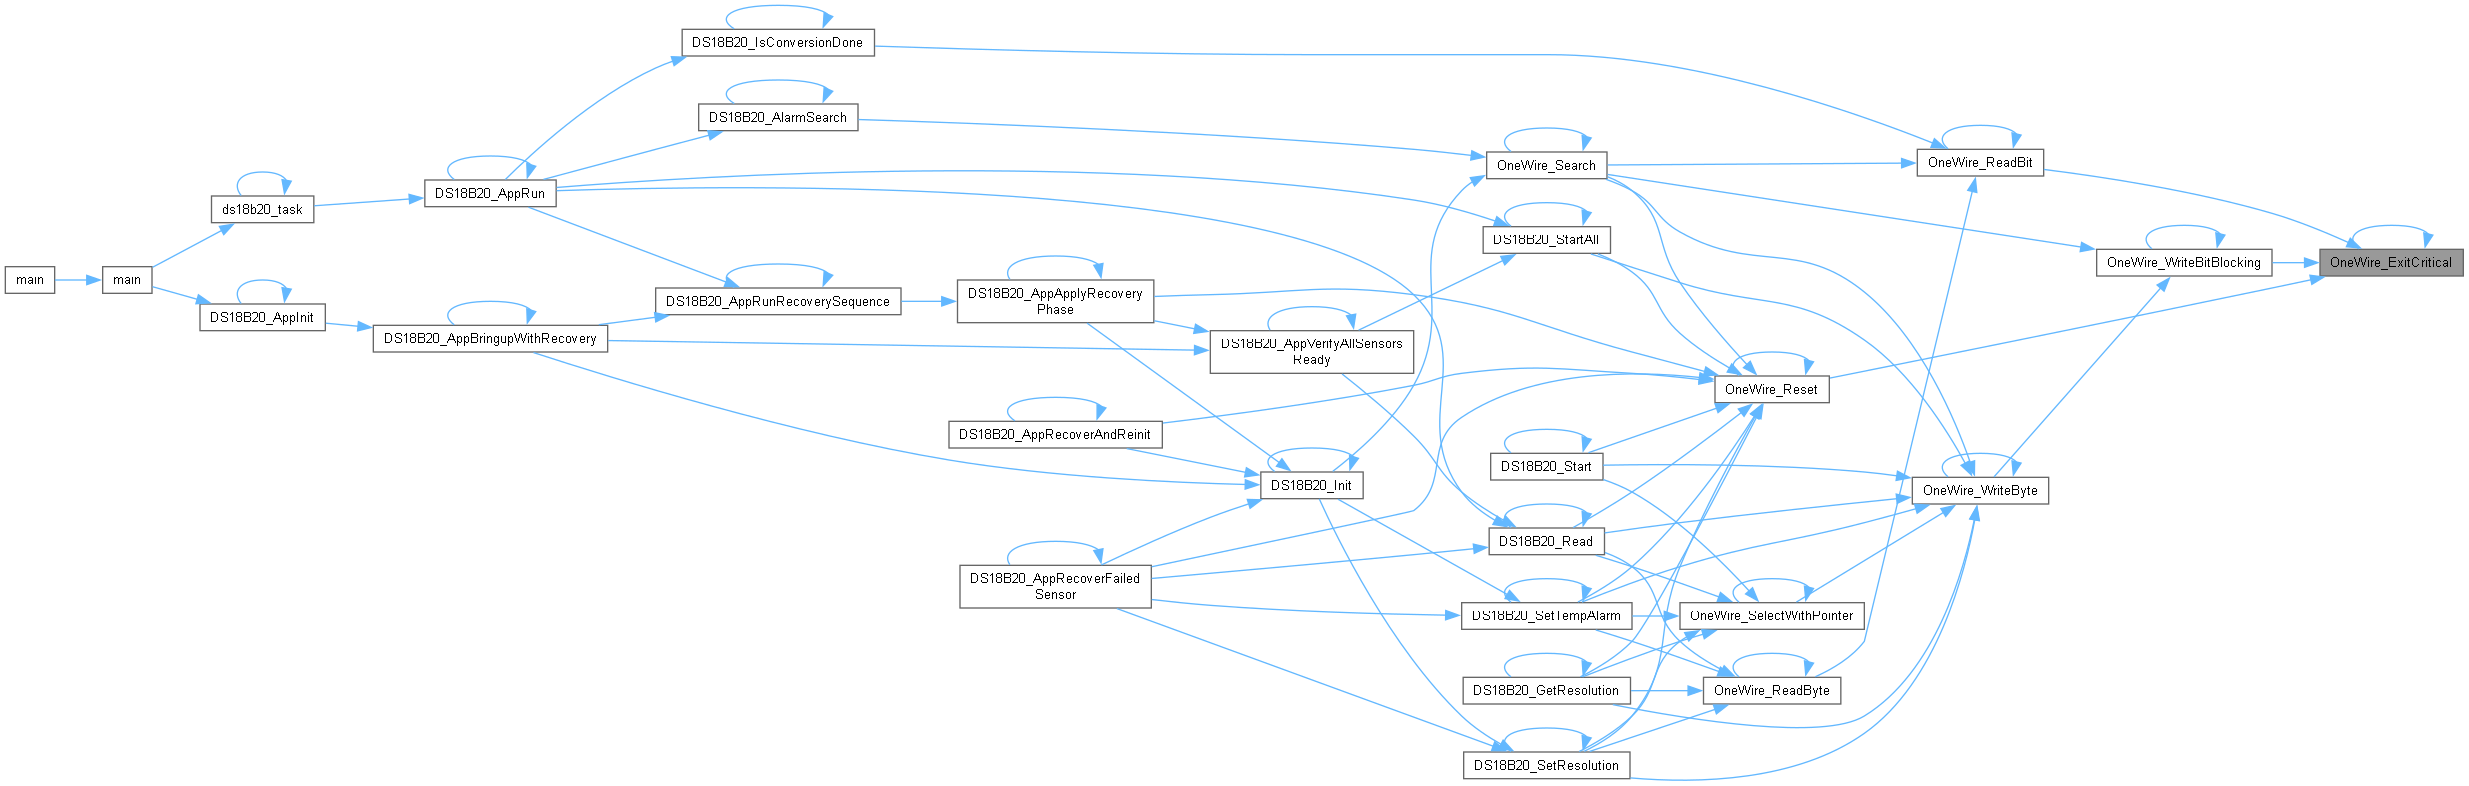 main
main
ds18b20_task
DS18B20_AppInit
DS18B20_AppRun
DS18B20_AppBringupWithRecovery
DS18B20_IsConversionDone
DS18B20_AlarmSearch
DS18B20_AppRunRecoverySequence
DS18B20_AppApplyRecovery
Phase
DS18B20_AppRecoverAndReinit
DS18B20_AppRecoverFailed
Sensor
DS18B20_AppVerifyAllSensors
Ready
DS18B20_Init
OneWire_Search
DS18B20_StartAll
DS18B20_Start
DS18B20_Read
DS18B20_SetTempAlarm
DS18B20_GetResolution
DS18B20_SetResolution
OneWire_Reset
OneWire_SelectWithPointer
OneWire_ReadByte
OneWire_ReadBit
OneWire_WriteBitBlocking
OneWire_WriteByte
OneWire_ExitCritical